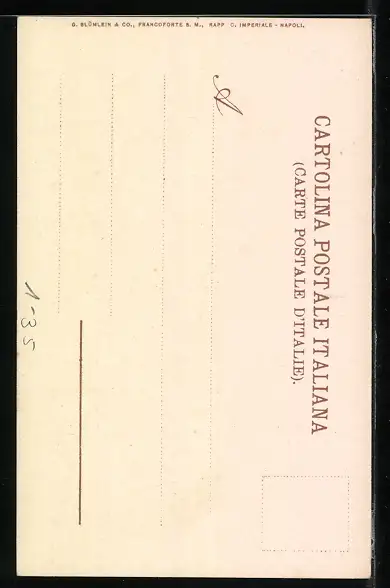 G. BLÜMLEIN & CO., FRANCOFORTE S. M., RAPP. C. IMPERIALE - NAPOLI.
CARTOLINA POSTALE ITALIANA
(CARTE POSTALE D'ITALIE).
A
1-35